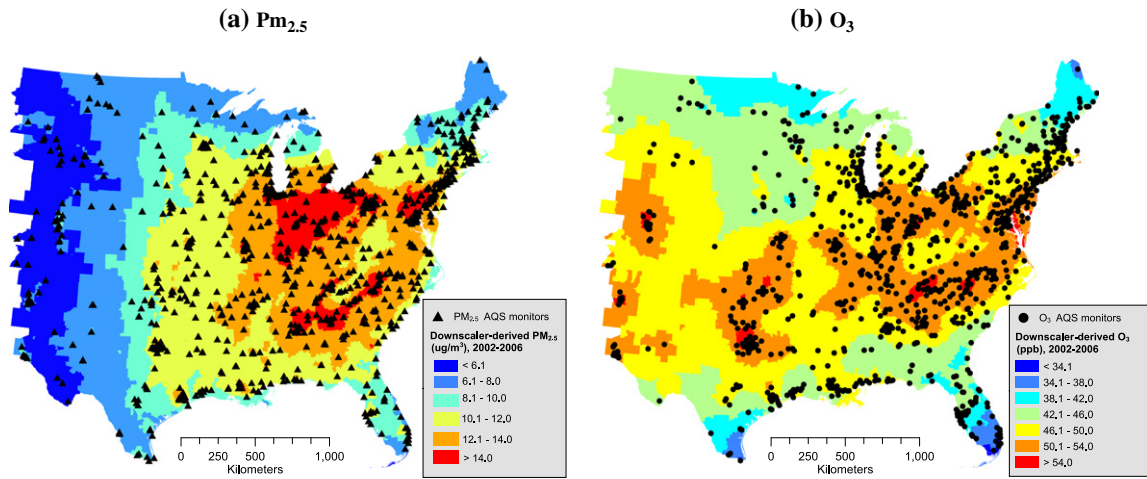 (a) Pm2.5
PM2.5 AQS monitors
Downscaler-derived PM2.5
(ug/m³), 2002-2006
< 6.1
6.1 - 8.0
8.1 - 10.0
10.1 - 12.0
12.1 - 14.0
> 14.0
0 250 500 1,000
Kilometers
(b) O3
O3 AQS monitors
Downscaler-derived O3
(ppb), 2002-2006
< 34.1
34.1 - 38.0
38.1 - 42.0
42.1 - 46.0
46.1 - 50.0
50.1 - 54.0
> 54.0
0 250 500 1,000
Kilometers